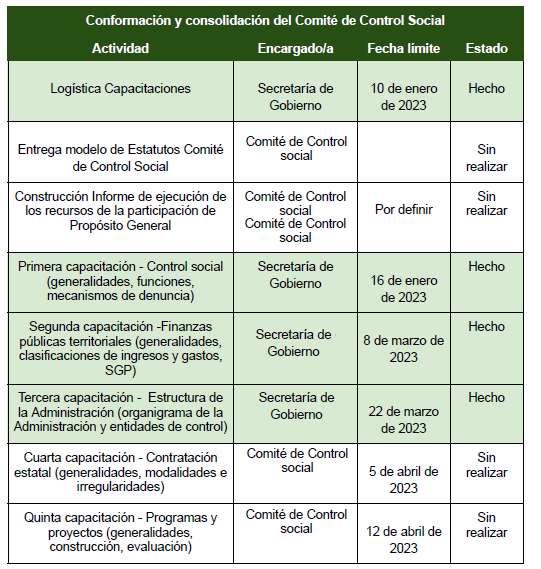 Conformación y consolidación del Comité de Control Social
Actividad Encargado/a Fecha límite Estado
Logística Capacitaciones
Secretaría de
Gobierno
10 de enero
de 2023
Hecho
Entrega modelo de Estatutos Comité
de Control Social
Comité de Control
social
Sin
realizar
Construcción Informe de ejecución de
los recursos de la participación de
Propósito General
Comité de Control
social
Comité de Control
social
Por definir
Sin
realizar
Primera capacitación - Control social
(generalidades, funciones,
mecanismos de denuncia)
Secretaría de
Gobierno
16 de enero
de 2023
Hecho
Segunda capacitación -Finanzas
públicas territoriales (generalidades,
clasificaciones de ingresos y gastos,
SGP)
Secretaría de
Gobierno
8 de marzo de
2023
Hecho
Tercera capacitación - Estructura de
la Administración (organigrama de la
Administración y entidades de control)
Secretaría de
Gobierno
22 de marzo
de 2023
Hecho
Cuarta capacitación - Contratación
estatal (generalidades, modalidades e
irregularidades)
Comité de Control
social
5 de abril de
2023
Sin
realizar
Quinta capacitación - Programas y
proyectos (generalidades,
construcción, evaluación)
Comité de Control
social
12 de abril de
2023
Sin
realizar